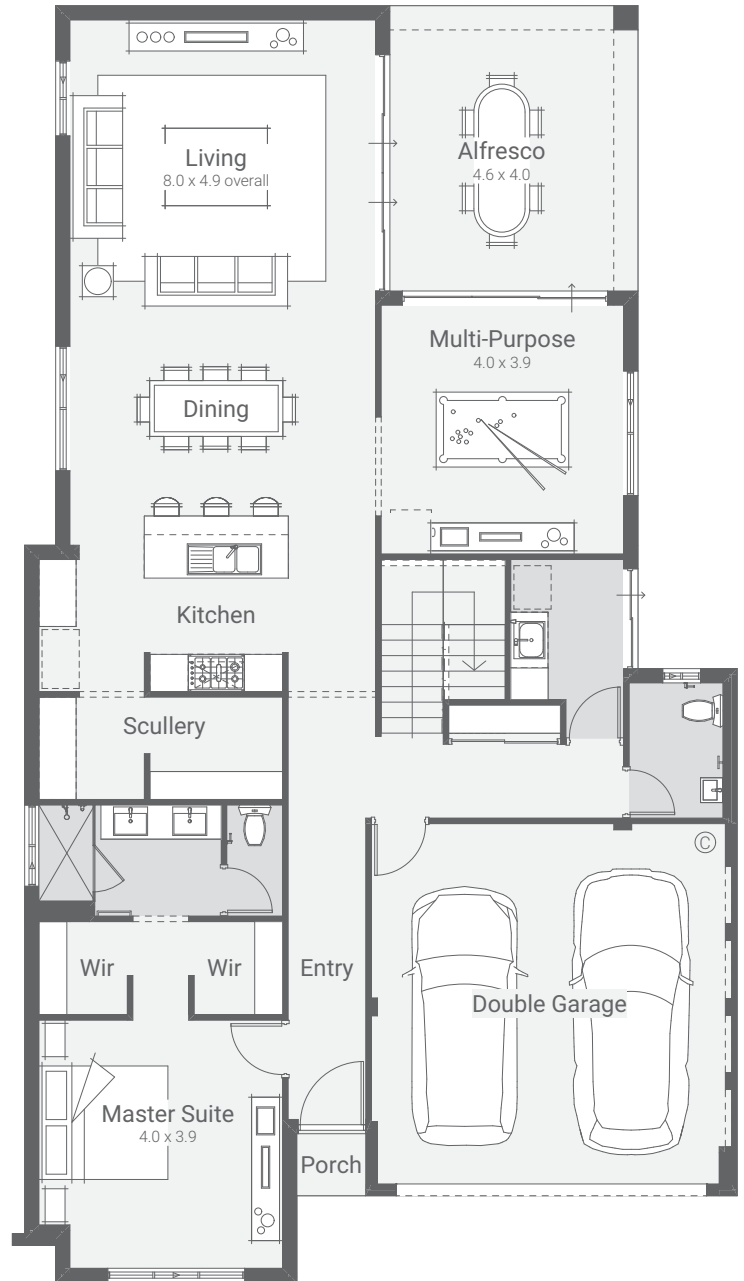 Living
8.0 x 4.9 overall
Alfresco
4.6 x 4.0
Multi-Purpose
4.0 x 3.9
Dining
Kitchen
Scullery
C
Wir
Wir
Entry
Double Garage
Master Suite
4.0 x 3.9
Porch